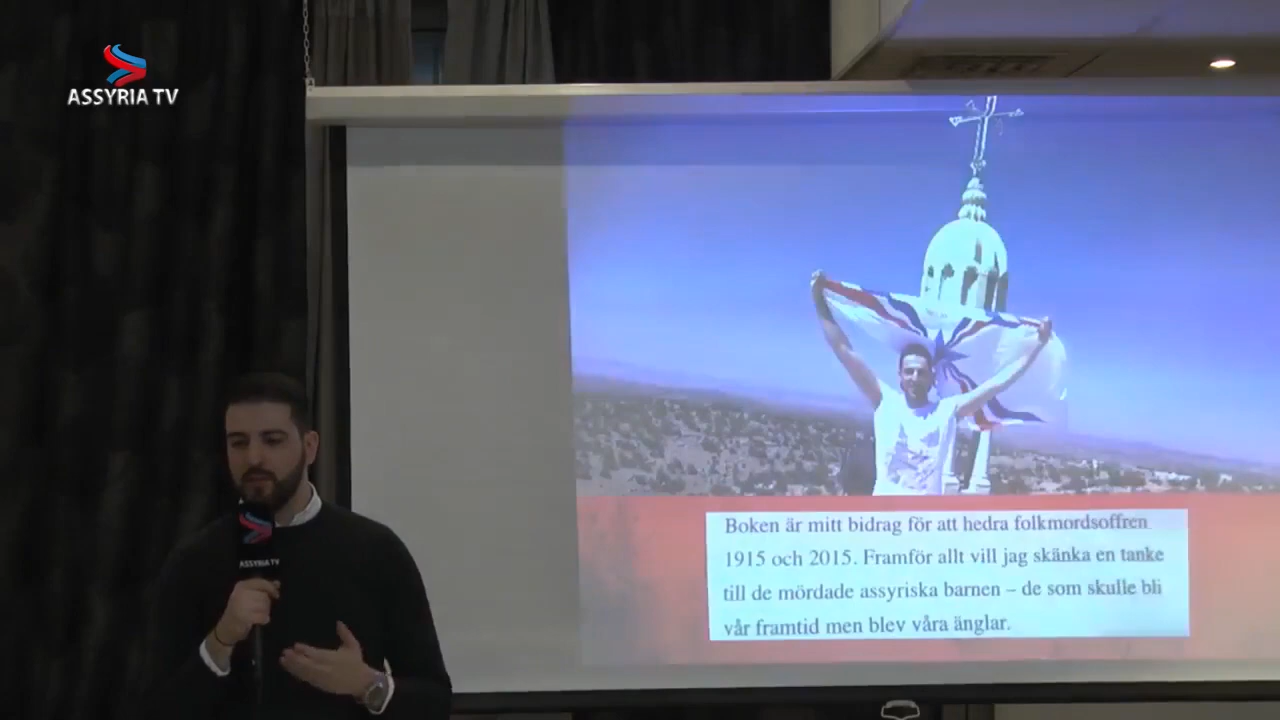 ASSYRIA TV
ASSYRIA TV
Boken är mitt bidrag för att hedra folkmordsoffren
1915 och 2015. Framför allt vill jag skänka en tanke
till de mördade assyriska barnen – de som skulle bli
vår framtid men blev våra änglar.